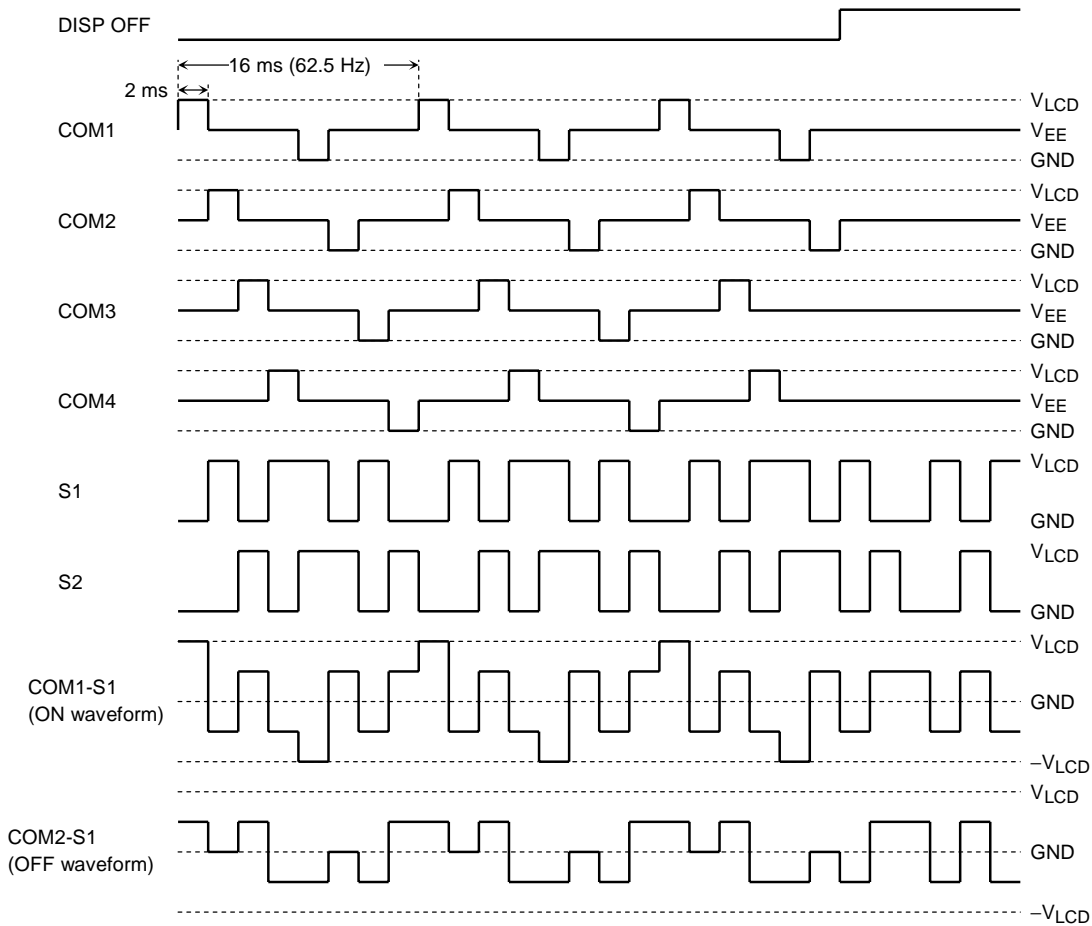 DISP OFF
16 ms (62.5 Hz)
2 ms
COM1
VLCD
VEE
GND
COM2
VLCD
VEE
GND
COM3
VLCD
VEE
GND
COM4
VLCD
VEE
GND
S1
VLCD
GND
S2
VLCD
GND
COM1-S1
(ON waveform)
VLCD
GND
−VLCD
COM2-S1
(OFF waveform)
VLCD
GND
−VLCD